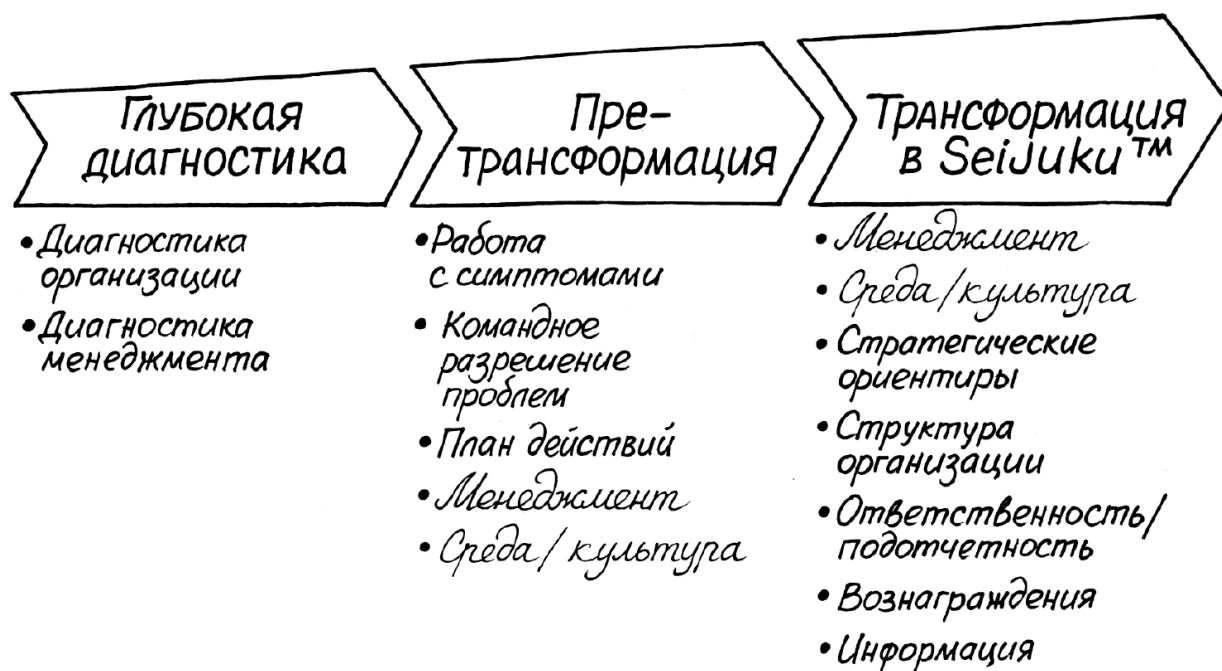 Глубокая
диагностика
• Диагностика
организации
• Диагностика
менеджмента
Пре-
трансформация
• Работа
с симптомами
• Командное
разрешение
проблем
• План действий
• Менеджмент
• Среда/культура
Трансформация
в SeiJuku™
• Менеджмент
• Среда/культура
• Стратегические
ориентиры
• Структура
организации
• Ответственность/
подотчетность
• Вознаграждения
• Информация